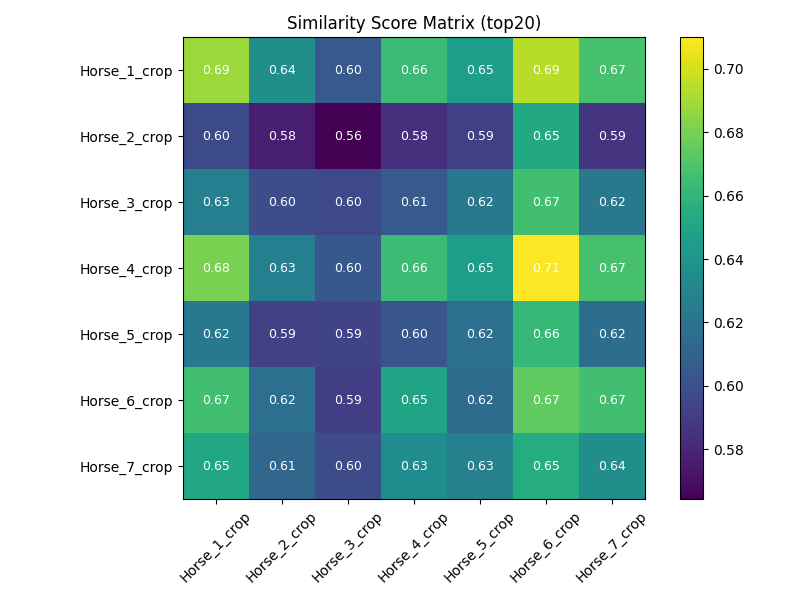 Similarity Score Matrix (top20)
Horse_1_crop 0.69 0.64 0.60 0.66 0.65 0.69 0.67
Horse_2_crop 0.60 0.58 0.56 0.58 0.59 0.65 0.59
Horse_3_crop 0.63 0.60 0.60 0.61 0.62 0.67 0.62
Horse_4_crop 0.68 0.63 0.60 0.66 0.65 0.71 0.67
Horse_5_crop 0.62 0.59 0.59 0.60 0.62 0.66 0.62
Horse_6_crop 0.67 0.62 0.59 0.65 0.62 0.67 0.67
Horse_7_crop 0.65 0.61 0.60 0.63 0.63 0.65 0.64
Horse_1_crop Horse_2_crop Horse_3_crop Horse_4_crop Horse_5_crop Horse_6_crop Horse_7_crop
0.70
0.68
0.66
0.64
0.62
0.60
0.58